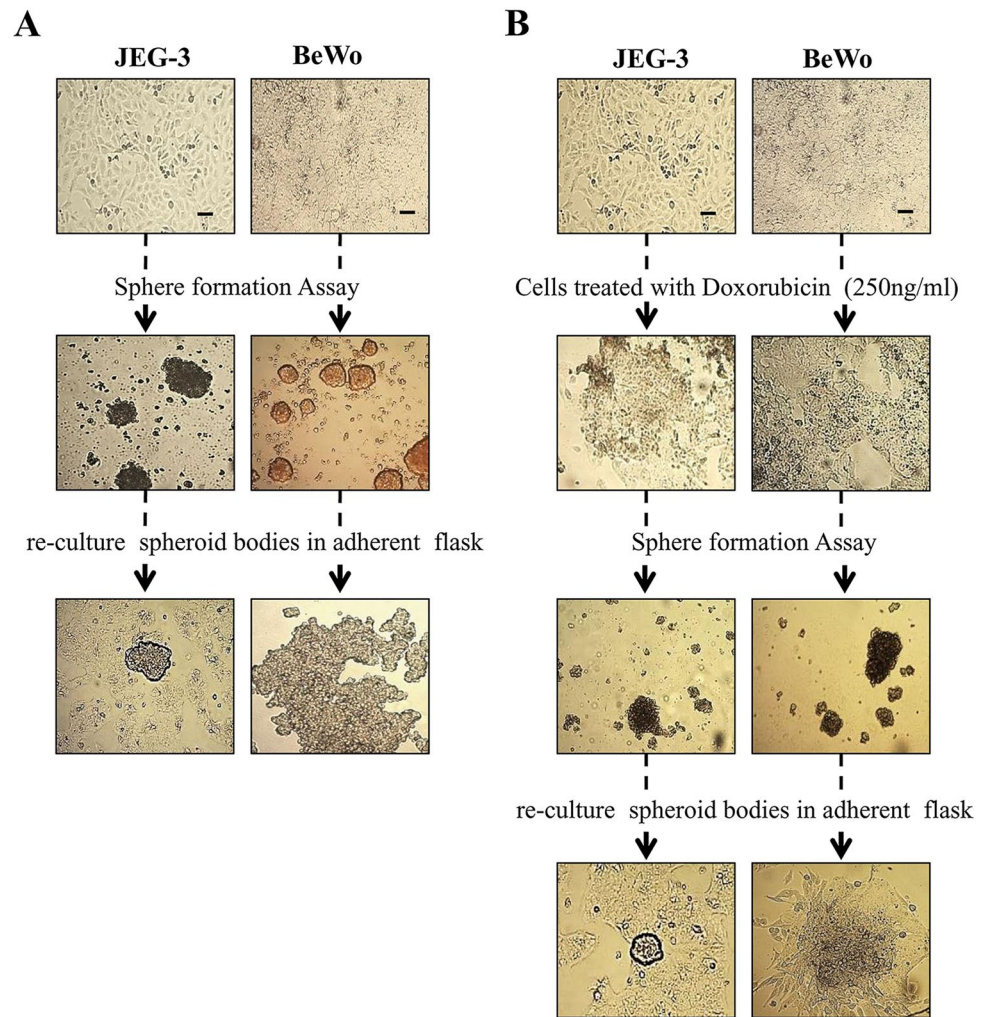 A
JEG-3 BeWo
Sphere formation Assay
re-culture spheroid bodies in adherent flask
B
JEG-3 BeWo
Cells treated with Doxorubicin (250ng/ml)
Sphere formation Assay
re-culture spheroid bodies in adherent flask